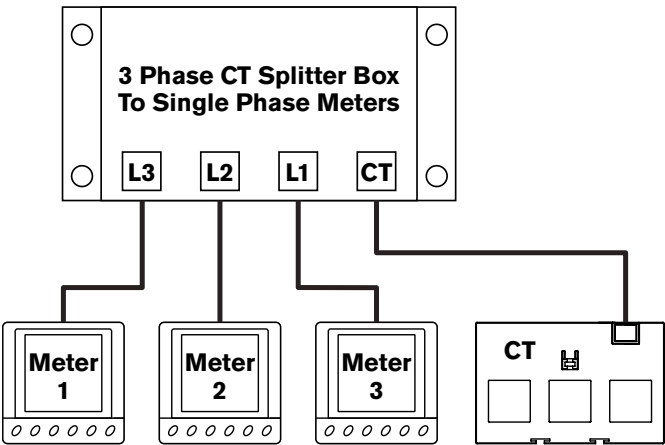 3 Phase CT Splitter Box
To Single Phase Meters
L3 L2 L1 CT
Meter
1
Meter
2
Meter
3
CT